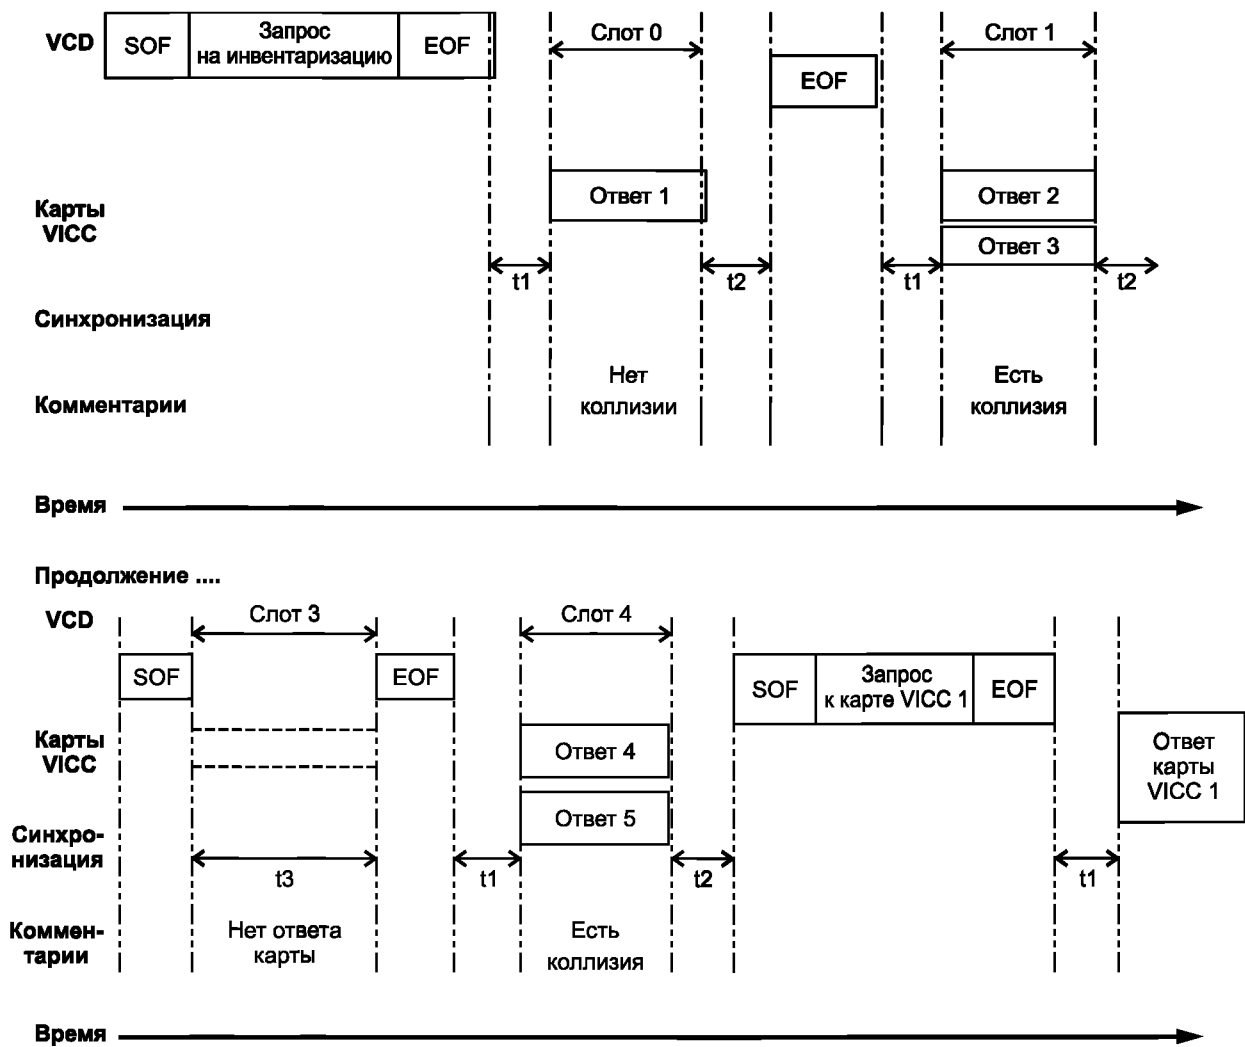 VCD
SOF
Запрос
на инвентаризацию
EOF
Слот 0
EOF
Слот 1
Карты
VICC
Ответ 1
Ответ 2
Ответ 3
t1
t2
t1
t2
Синхронизация
Комментарии
Нет
коллизии
Есть
коллизия
Время
Продолжение ....
VCD
Слот 3
Слот 4
SOF
EOF
SOF
Запрос
к карте VICC 1
EOF
Карты
VICC
Ответ 4
Ответ 5
Ответ
карты
VICC 1
Синхро-
низация
t3
t1
t2
t1
Коммен-
тарии
Нет ответа
карты
Есть
коллизия
Время